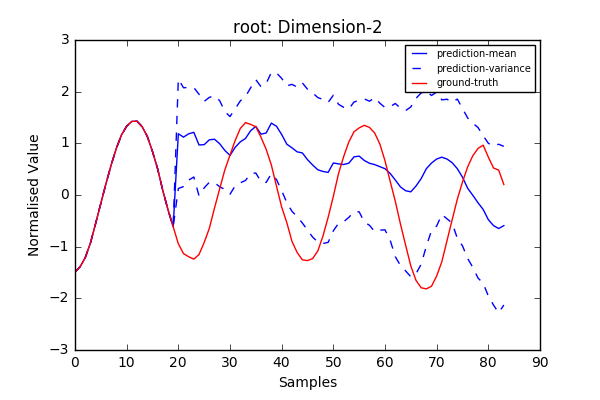 root: Dimension-2
prediction-mean
prediction-variance
ground-truth
Normalised Value
3
2
1
0
−1
−2
−3
0 10 20 30 40 50 60 70 80 90
Samples